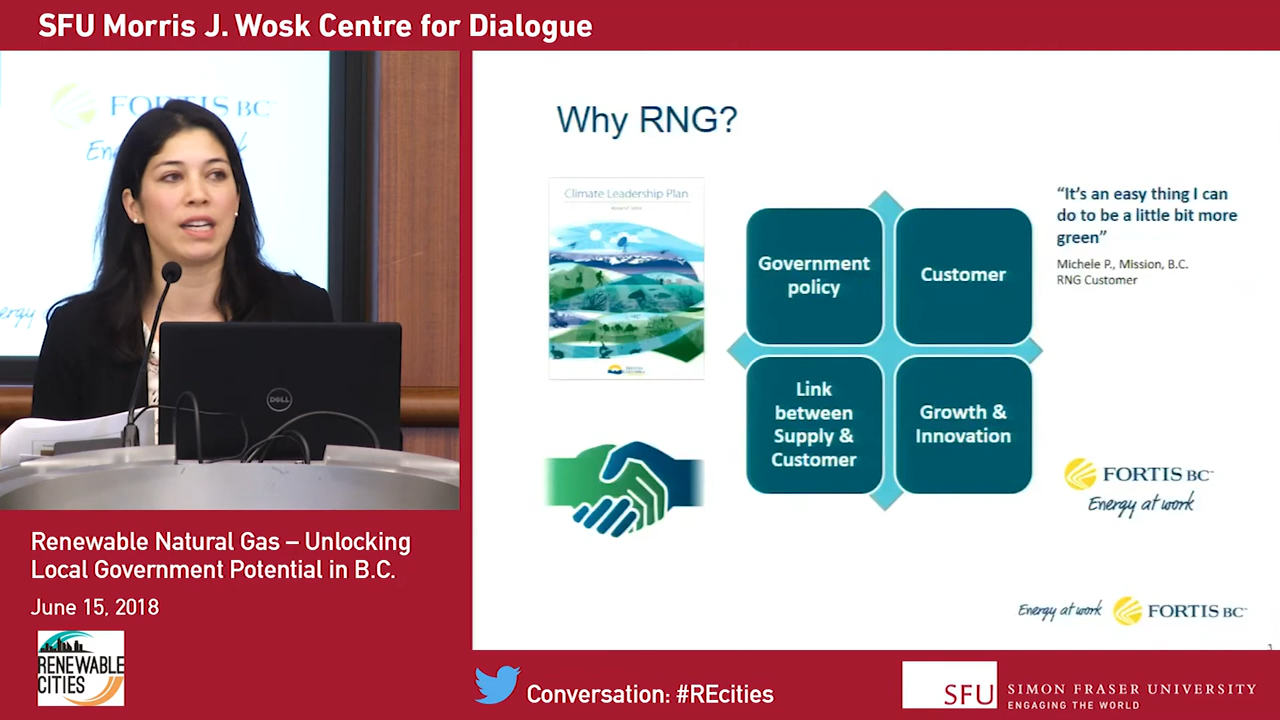 SFU Morris J. Wosk Centre for Dialogue
FORTIS BC
Why RNG?
Climate Leadership Plan
Government
policy
Customer
Link
between
Supply &
Customer
Growth &
Innovation
“It’s an easy thing I can
do to be a little bit more
green”
Michele P., Mission, B.C.
RNG Customer
FORTIS BC™
Energy at work
Energy at work
FORTIS BC™
DELL
Renewable Natural Gas – Unlocking
Local Government Potential in B.C.
June 15, 2018
RENEWABLE
CITIES
Conversation: #REcities
SFU
SIMON FRASER UNIVERSITY
ENGAGING THE WORLD